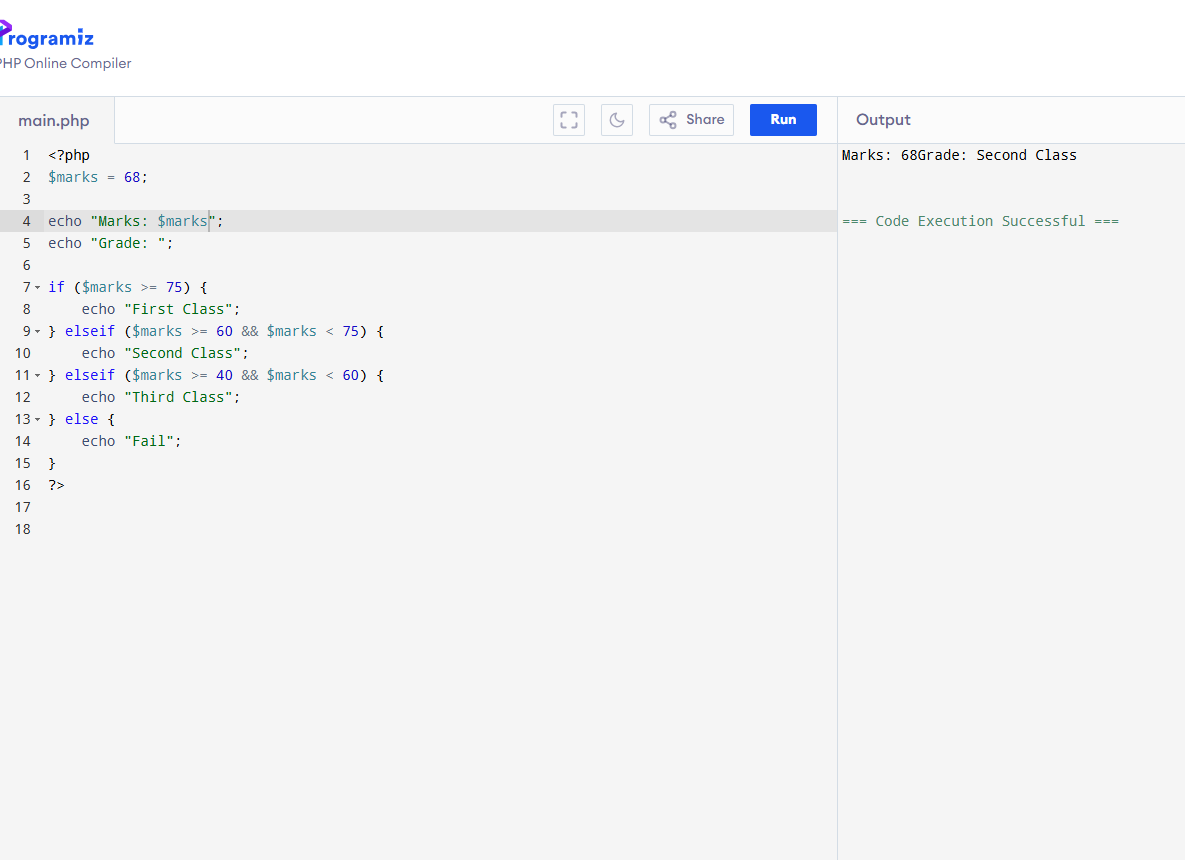 Programiz
PHP Online Compiler
main.php
Share
Run
Output
1 <?php
2 $marks = 68;
3
4 echo "Marks: $marks";
5 echo "Grade: ";
6
7 if ($marks >= 75) {
8     echo "First Class";
9 } elseif ($marks >= 60 && $marks < 75) {
10     echo "Second Class";
11 } elseif ($marks >= 40 && $marks < 60) {
12     echo "Third Class";
13 } else {
14     echo "Fail";
15 }
16 ?>
17
18
Marks: 68Grade: Second Class
=== Code Execution Successful ===